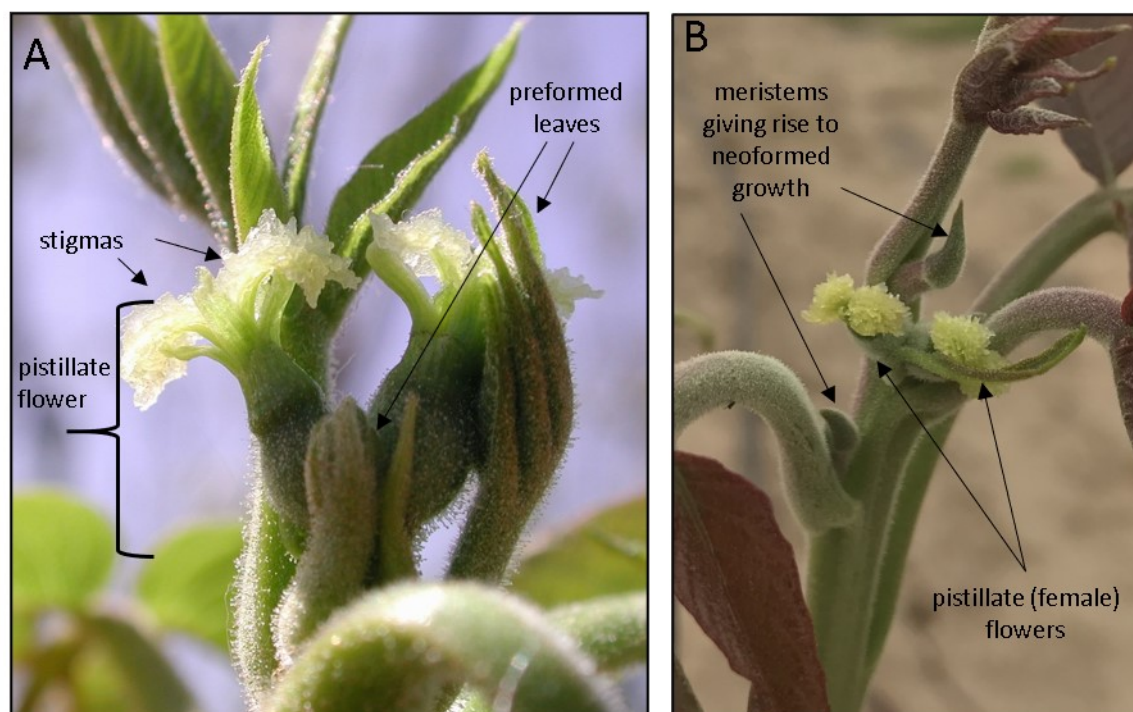 A
preformed
leaves
stigmas
pistillate
flower
B
meristems
giving rise to
neoformed
growth
pistillate (female)
flowers